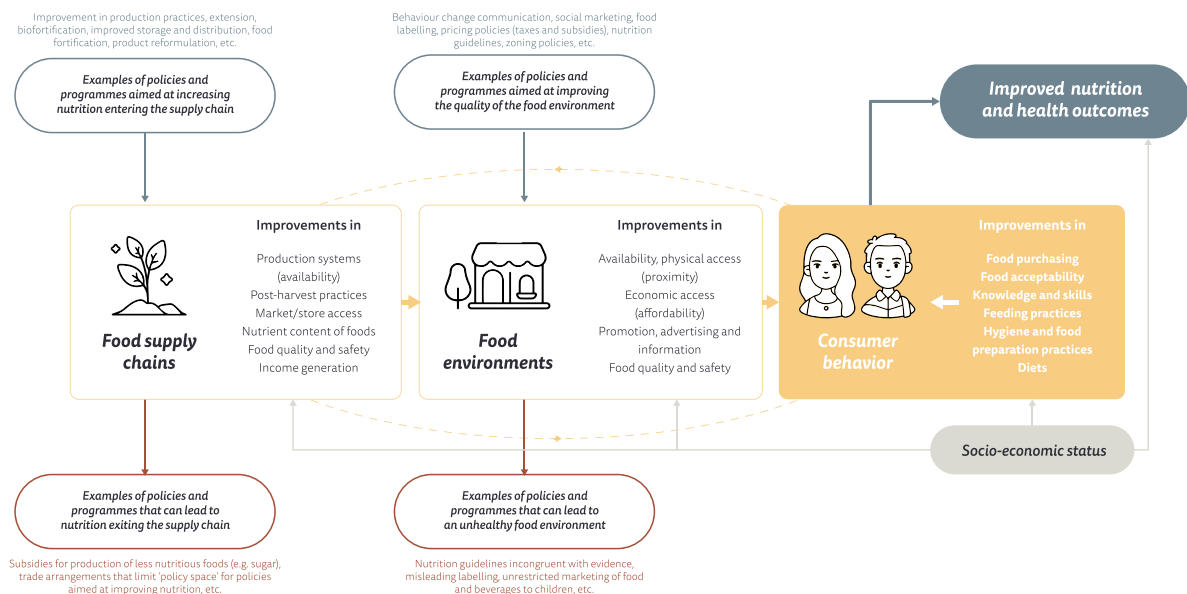 Improvement in production practices, extension,
biofortification, improved storage and distribution, food
fortification, product reformulation, etc.
Examples of policies and
programmes aimed at increasing
nutrition entering the supply chain
Behaviour change communication, social marketing, food
labelling, pricing policies (taxes and subsidies), nutrition
guidelines, zoning policies, etc.
Examples of policies and
programmes aimed at improving
the quality of the food environment
Improved nutrition
and health outcomes
Food supply
chains
Improvements in
Production systems
(availability)
Post-harvest practices
Market/store access
Nutrient content of foods
Food quality and safety
Income generation
Food
environments
Improvements in
Availability, physical access
(proximity)
Economic access
(affordability)
Promotion, advertising and
information
Food quality and safety
Consumer
behavior
Improvements in
Food purchasing
Food acceptability
Knowledge and skills
Feeding practices
Hygiene and food
preparation practices
Diets
Socio-economic status
Examples of policies and
programmes that can lead to
nutrition exiting the supply chain
Subsidies for production of less nutritious foods (e.g. sugar),
trade arrangements that limit 'policy space' for policies
aimed at improving nutrition, etc.
Examples of policies and
programmes that can lead to
an unhealthy food environment
Nutrition guidelines incongruent with evidence,
misleading labelling, unrestricted marketing of food
and beverages to children, etc.